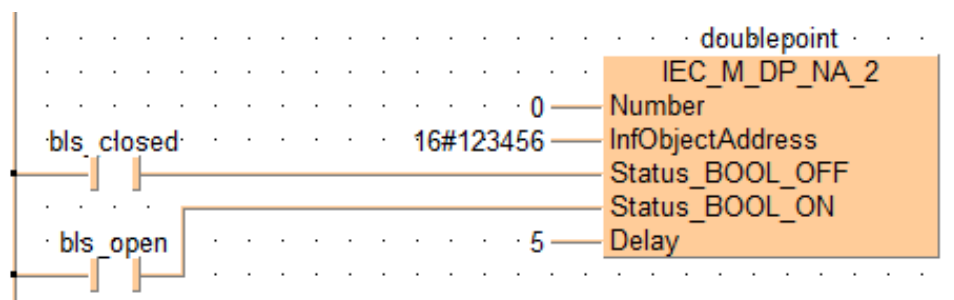 doublepoint
IEC_M_DP_NA_2
0 Number
bls_closed 16#123456 InfObjectAddress
Status_BOOL_OFF
Status_BOOL_ON
bls_open 5 Delay